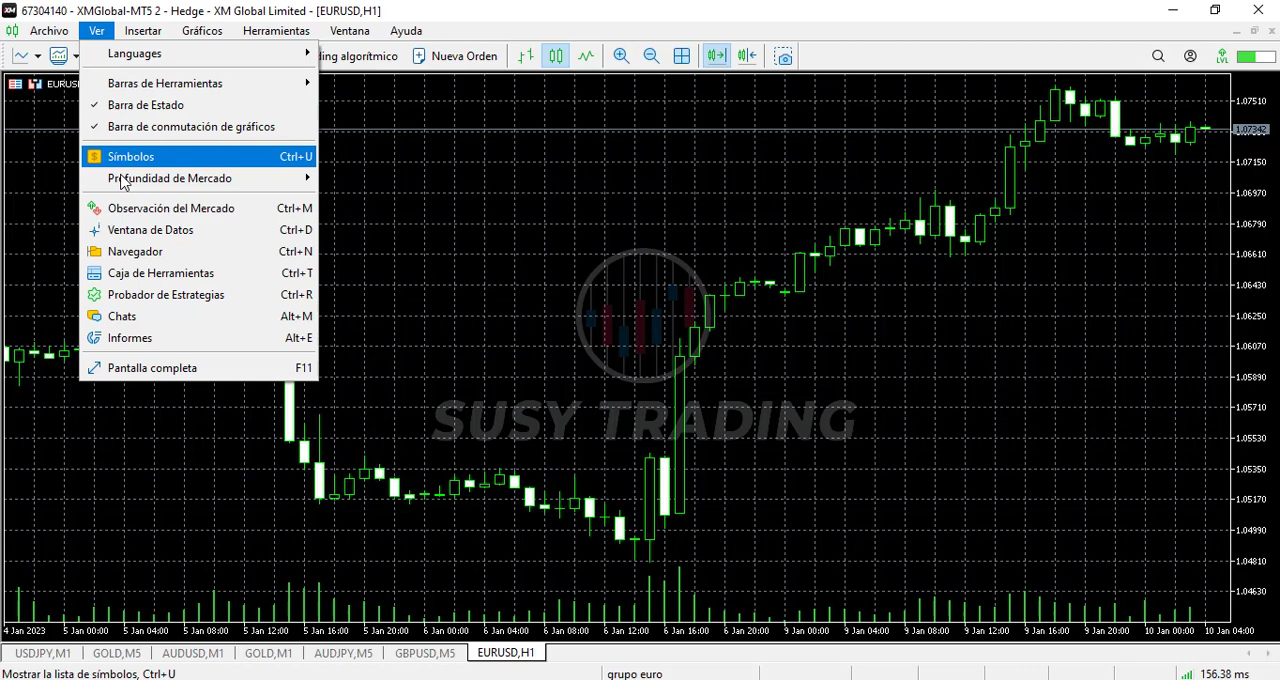 67304140 - XMGlobal-MT5 2 - Hedge - XM Global Limited - [EURUSD,H1]
Archivo Ver Insertar Gráficos Herramientas Ventana Ayuda
ing algorítmico Nueva Orden LVL
Languages
EURUS
Barras de Herramientas
Barra de Estado
Barra de conmutación de gráficos
Símbolos Ctrl+U
Profundidad de Mercado
Observación del Mercado Ctrl+M
Ventana de Datos Ctrl+D
Navegador Ctrl+N
Caja de Herramientas Ctrl+T
Probador de Estrategias Ctrl+R
Chats Alt+M
Informes Alt+E
Pantalla completa F11
1.07510
1.07342
1.07150
1.06970
1.06790
1.06610
1.06430
1.06250
1.06070
1.05890
1.05710
1.05530
1.05350
1.05170
1.04990
1.04810
1.04630
SUSY TRADING
4 Jan 2023 5 Jan 00:00 5 Jan 04:00 5 Jan 08:00 5 Jan 12:00 5 Jan 16:00 5 Jan 20:00 6 Jan 00:00 6 Jan 04:00 6 Jan 08:00 6 Jan 12:00 6 Jan 16:00 6 Jan 20:00 9 Jan 00:00 9 Jan 04:00 9 Jan 08:00 9 Jan 12:00 9 Jan 16:00 9 Jan 20:00 10 Jan 00:00 10 Jan 04:00
USDJPY,M1 GOLD,M5 AUDUSD,M1 GOLD,M1 AUDJPY,M5 GBPUSD,M5 EURUSD,H1
Mostrar la lista de símbolos, Ctrl+U grupo euro 156.38 ms